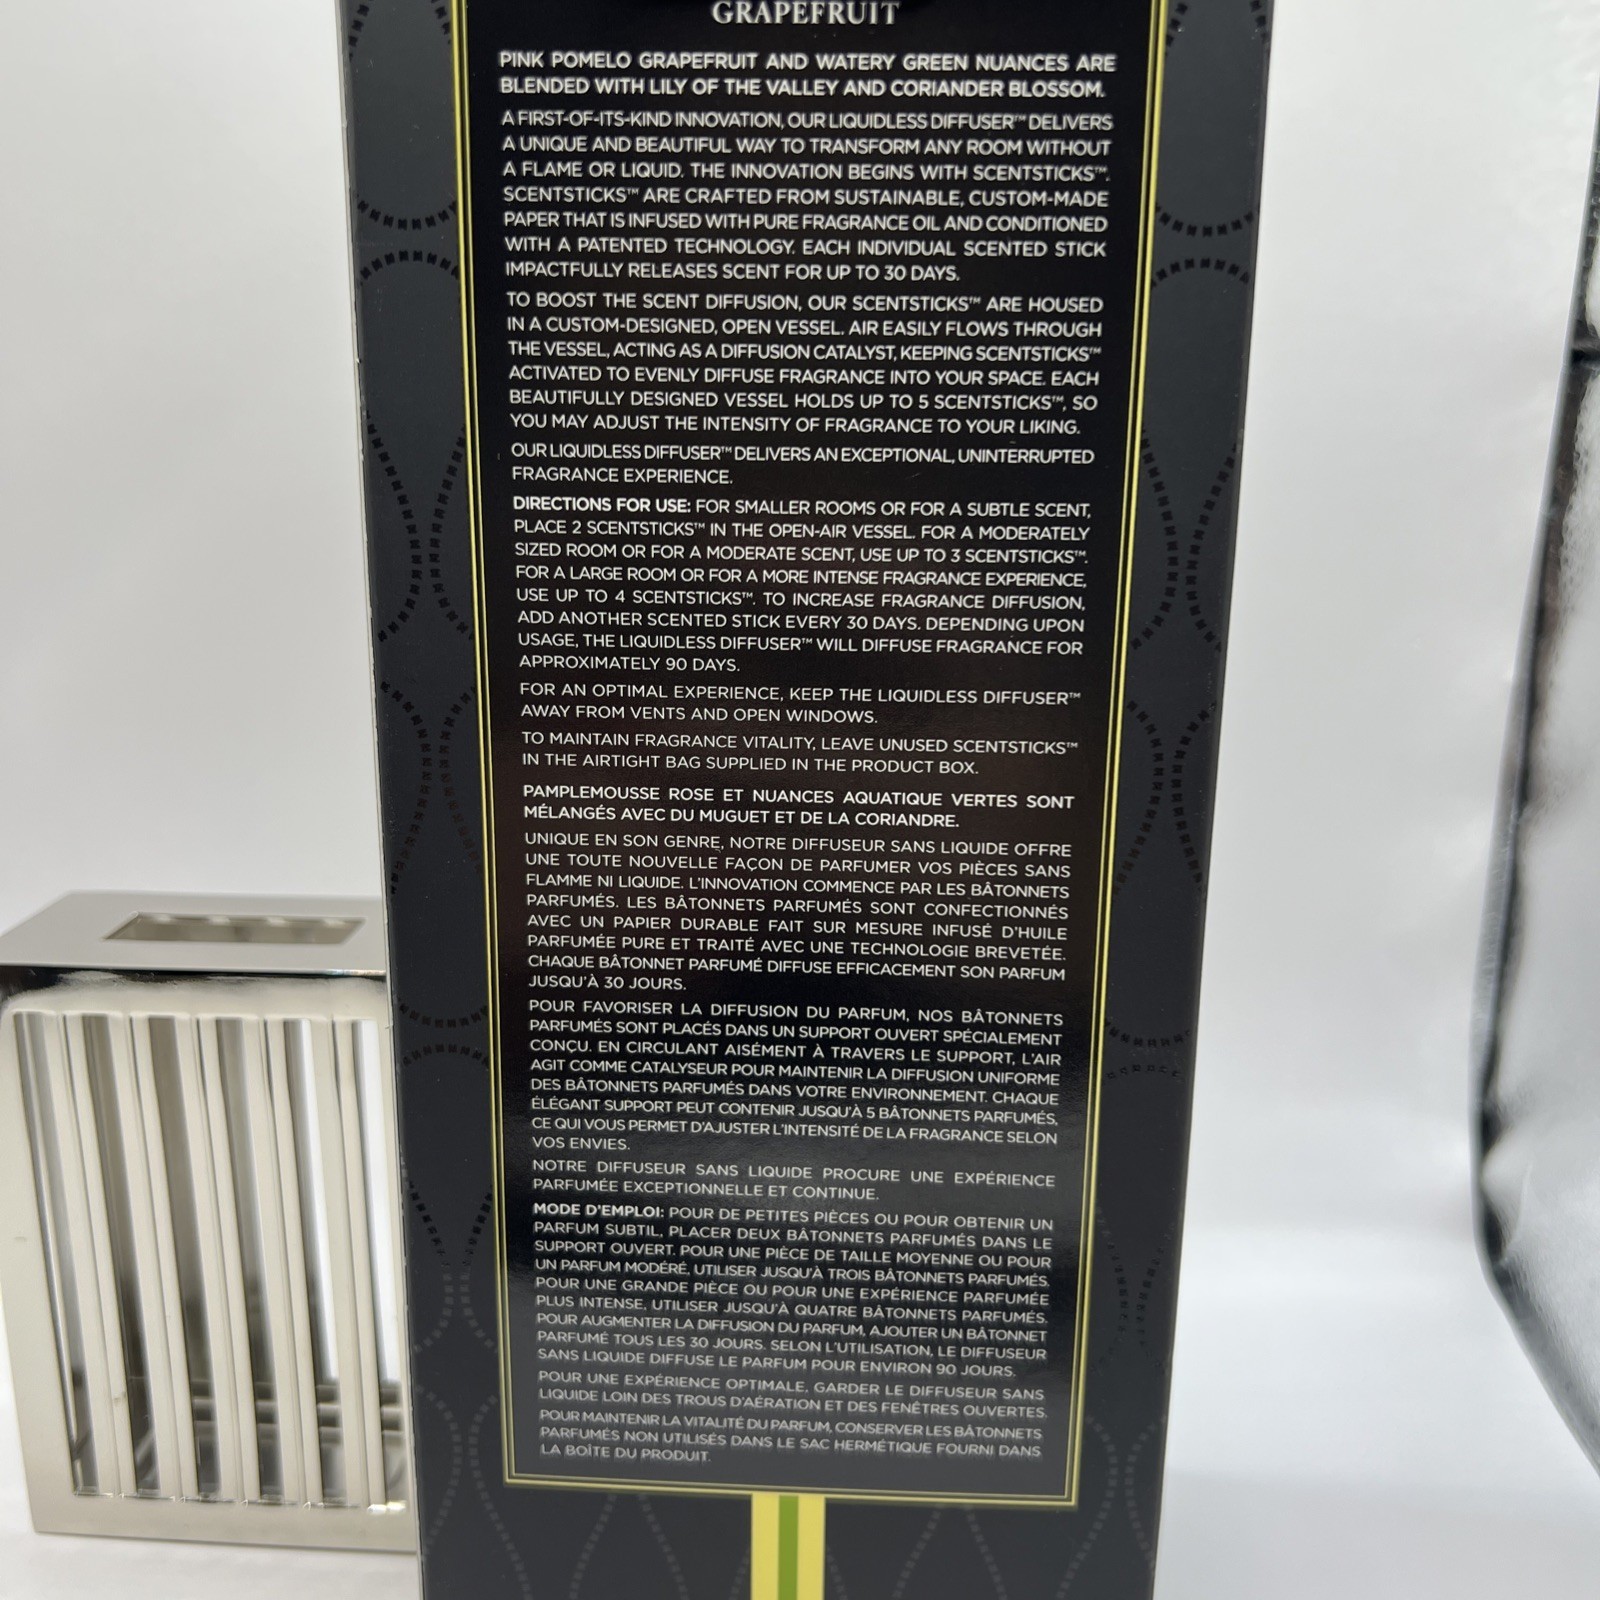 GRAPEFRUIT
PINK POMELO GRAPEFRUIT AND WATERY GREEN NUANCES ARE
BLENDED WITH LILY OF THE VALLEY AND CORIANDER BLOSSOM.
A FIRST-OF-ITS-KIND INNOVATION, OUR LIQUIDLESS DIFFUSER™ DELIVERS
A UNIQUE AND BEAUTIFUL WAY TO TRANSFORM ANY ROOM WITHOUT
A FLAME OR LIQUID. THE INNOVATION BEGINS WITH SCENTSTICKS™.
SCENTSTICKS™ ARE CRAFTED FROM SUSTAINABLE, CUSTOM-MADE
PAPER THAT IS INFUSED WITH PURE FRAGRANCE OIL AND CONDITIONED
WITH A PATENTED TECHNOLOGY. EACH INDIVIDUAL SCENTED STICK
IMPACTFULLY RELEASES SCENT FOR UP TO 30 DAYS.
TO BOOST THE SCENT DIFFUSION, OUR SCENTSTICKS™ ARE HOUSED
IN A CUSTOM-DESIGNED, OPEN VESSEL. AIR EASILY FLOWS THROUGH
THE VESSEL, ACTING AS A DIFFUSION CATALYST, KEEPING SCENTSTICKS™
ACTIVATED TO EVENLY DIFFUSE FRAGRANCE INTO YOUR SPACE. EACH
BEAUTIFULLY DESIGNED VESSEL HOLDS UP TO 5 SCENTSTICKS™, SO
YOU MAY ADJUST THE INTENSITY OF FRAGRANCE TO YOUR LIKING.
OUR LIQUIDLESS DIFFUSER™ DELIVERS AN EXCEPTIONAL, UNINTERRUPTED
FRAGRANCE EXPERIENCE.
DIRECTIONS FOR USE: FOR SMALLER ROOMS OR FOR A SUBTLE SCENT,
PLACE 2 SCENTSTICKS™ IN THE OPEN-AIR VESSEL. FOR A MODERATELY
SIZED ROOM OR FOR A MODERATE SCENT, USE UP TO 3 SCENTSTICKS™.
FOR A LARGE ROOM OR FOR A MORE INTENSE FRAGRANCE EXPERIENCE,
USE UP TO 4 SCENTSTICKS™. TO INCREASE FRAGRANCE DIFFUSION,
ADD ANOTHER SCENTED STICK EVERY 30 DAYS. DEPENDING UPON
USAGE, THE LIQUIDLESS DIFFUSER™ WILL DIFFUSE FRAGRANCE FOR
APPROXIMATELY 90 DAYS.
FOR AN OPTIMAL EXPERIENCE, KEEP THE LIQUIDLESS DIFFUSER™
AWAY FROM VENTS AND OPEN WINDOWS.
TO MAINTAIN FRAGRANCE VITALITY, LEAVE UNUSED SCENTSTICKS™
IN THE AIRTIGHT BAG SUPPLIED IN THE PRODUCT BOX.
PAMPLEMOUSSE ROSE ET NUANCES AQUATIQUE VERTES SONT
MÉLANGÉS AVEC DU MUGUET ET DE LA CORIANDRE.
UNIQUE EN SON GENRE, NOTRE DIFFUSEUR SANS LIQUIDE OFFRE
UNE TOUTE NOUVELLE FAÇON DE PARFUMER VOS PIÈCES SANS
FLAMME NI LIQUIDE. L'INNOVATION COMMENCE PAR LES BÂTONNETS
PARFUMÉS. LES BÂTONNETS PARFUMÉS SONT CONFECTIONNÉS
AVEC UN PAPIER DURABLE FAIT SUR MESURE INFUSÉ D'HUILE
PARFUMÉE PURE ET TRAITÉ AVEC UNE TECHNOLOGIE BREVETÉE.
CHAQUE BÂTONNET PARFUMÉ DIFFUSE EFFICACEMENT SON PARFUM
JUSQU'À 30 JOURS.
POUR FAVORISER LA DIFFUSION DU PARFUM, NOS BÂTONNETS
PARFUMÉS SONT PLACÉS DANS UN SUPPORT OUVERT SPÉCIALEMENT
CONÇU. EN CIRCULANT AISÉMENT À TRAVERS LE SUPPORT, L'AIR
AGIT COMME CATALYSEUR POUR MAINTENIR LA DIFFUSION UNIFORME
DES BÂTONNETS PARFUMÉS DANS VOTRE ENVIRONNEMENT. CHAQUE
ÉLÉGANT SUPPORT PEUT CONTENIR JUSQU'À 5 BÂTONNETS PARFUMÉS,
CE QUI VOUS PERMET D'AJUSTER L'INTENSITÉ DE LA FRAGRANCE SELON
VOS ENVIES.
NOTRE DIFFUSEUR SANS LIQUIDE PROCURE UNE EXPÉRIENCE
PARFUMÉE EXCEPTIONNELLE ET CONTINUE.
MODE D'EMPLOI: POUR DE PETITES PIÈCES OU POUR OBTENIR UN
PARFUM SUBTIL, PLACER DEUX BÂTONNETS PARFUMÉS DANS LE
SUPPORT OUVERT. POUR UNE PIÈCE DE TAILLE MOYENNE OU POUR
UN PARFUM MODÉRÉ, UTILISER JUSQU'À TROIS BÂTONNETS PARFUMÉS.
POUR UNE GRANDE PIÈCE OU POUR UNE EXPÉRIENCE PARFUMÉE
PLUS INTENSE, UTILISER JUSQU'À QUATRE BÂTONNETS PARFUMÉS.
POUR AUGMENTER LA DIFFUSION DU PARFUM, AJOUTER UN BÂTONNET
PARFUMÉ TOUS LES 30 JOURS. SELON L'UTILISATION, LE DIFFUSEUR
SANS LIQUIDE DIFFUSE LE PARFUM POUR ENVIRON 90 JOURS.
POUR UNE EXPÉRIENCE OPTIMALE, GARDER LE DIFFUSEUR SANS
LIQUIDE LOIN DES TROUS D'AÉRATION ET DES FENÊTRES OUVERTES.
POUR MAINTENIR LA VITALITÉ DU PARFUM, CONSERVER LES BÂTONNETS
PARFUMÉS NON UTILISÉS DANS LE SAC HERMÉTIQUE FOURNI DANS
LA BOÎTE DU PRODUIT.